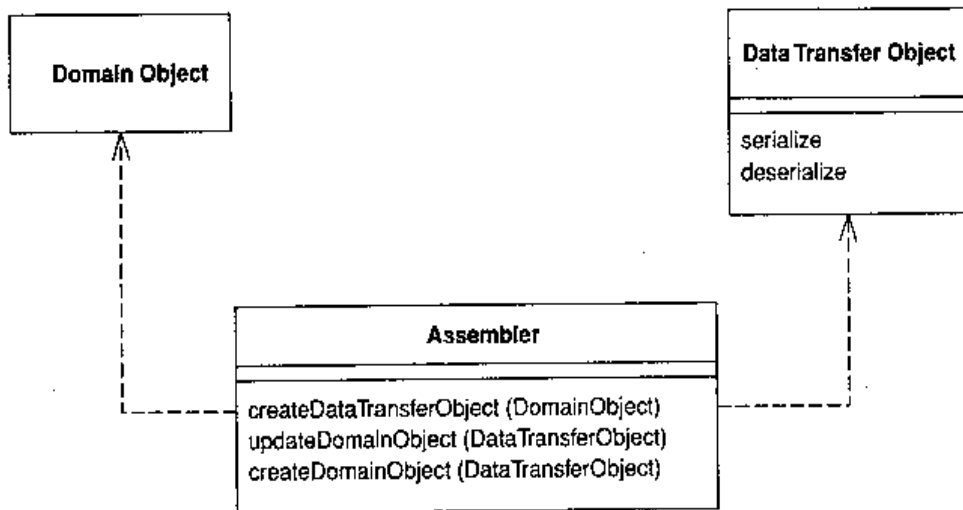 Domain Object
Data Transfer Object
serialize
deserialize
Assembler
createDataTransferObject (DomainObject)
updateDomainObject (DataTransferObject)
createDomainObject (DataTransferObject)